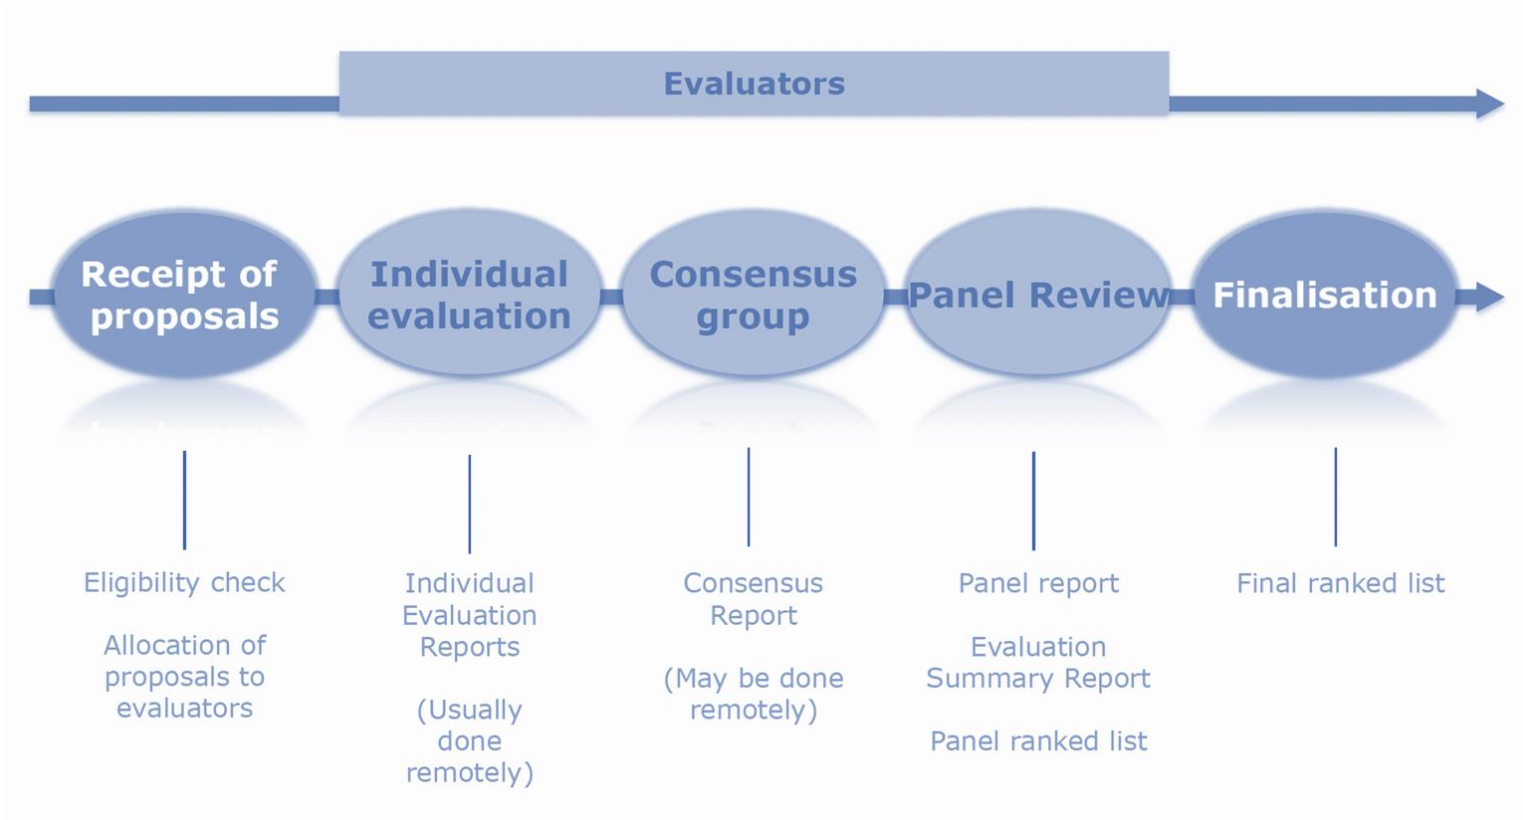 Evaluators
Receipt of
proposals
Individual
evaluation
Consensus
group
Panel Review
Finalisation
Eligibility check
Allocation of
proposals to
evaluators
Individual
Evaluation
Reports
(Usually
done
remotely)
Consensus
Report
(May be done
remotely)
Panel report
Evaluation
Summary Report
Panel ranked list
Final ranked list